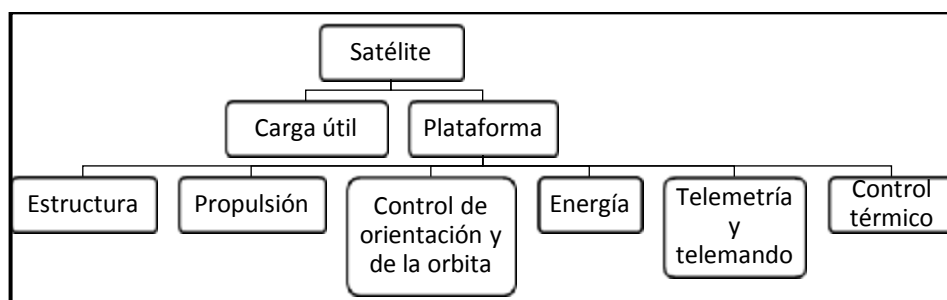 Satélite
Carga útil
Plataforma
Estructura
Propulsión
Control de
orientación y
de la orbita
Energía
Telemetría
y
telemando
Control
térmico